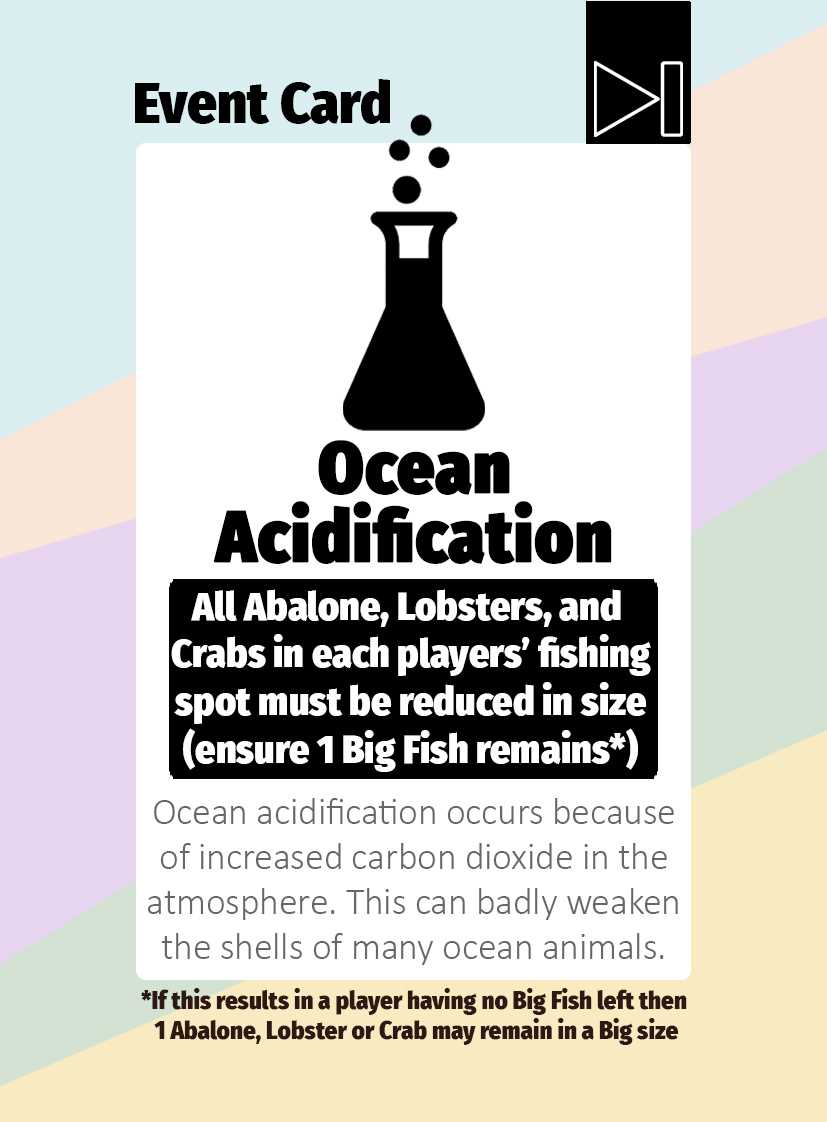 Event Card
Ocean
Acidification
All Abalone, Lobsters, and
Crabs in each players’ fishing
spot must be reduced in size
(ensure 1 Big Fish remains*)
Ocean acidification occurs because
of increased carbon dioxide in the
atmosphere. This can badly weaken
the shells of many ocean animals.
*If this results in a player having no Big Fish left then
1 Abalone, Lobster or Crab may remain in a Big size